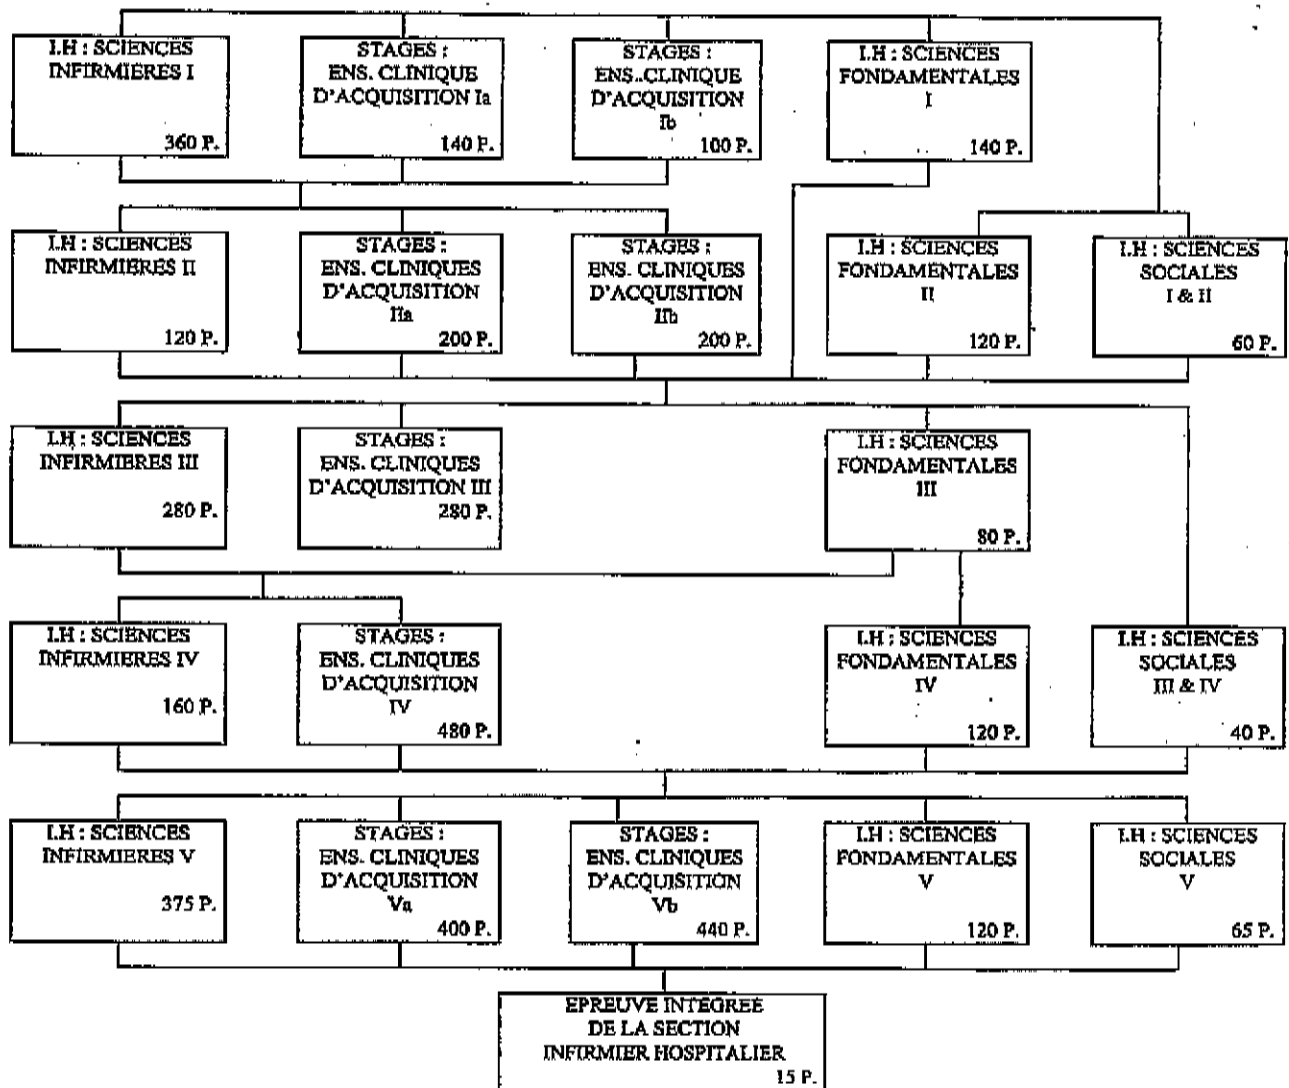 I.H : SCIENCES
INFIRMIERES I
360 P.
STAGES :
ENS. CLINIQUE
D'ACQUISITION Ia
140 P.
STAGES :
ENS. CLINIQUE
D'ACQUISITION
Ib
100 P.
I.H : SCIENCES
FONDAMENTALES
I
140 P.
I.H : SCIENCES
INFIRMIERES II
120 P.
STAGES :
ENS. CLINIQUES
D'ACQUISITION
IIa
200 P.
STAGES :
ENS. CLINIQUES
D'ACQUISITION
IIb
200 P.
I.H : SCIENCES
FONDAMENTALES
II
120 P.
I.H : SCIENCES
SOCIALES
I & II
60 P.
I.H : SCIENCES
INFIRMIERES III
280 P.
STAGES :
ENS. CLINIQUES
D'ACQUISITION III
280 P.
I.H : SCIENCES
FONDAMENTALES
III
80 P.
I.H : SCIENCES
INFIRMIERES IV
160 P.
STAGES :
ENS. CLINIQUES
D'ACQUISITION
IV
480 P.
I.H : SCIENCES
FONDAMENTALES
IV
120 P.
I.H : SCIENCES
SOCIALES
III & IV
40 P.
I.H : SCIENCES
INFIRMIERES V
375 P.
STAGES :
ENS. CLINIQUES
D'ACQUISITION
Va
400 P.
STAGES :
ENS. CLINIQUES
D'ACQUISITION
Vb
440 P.
I.H : SCIENCES
FONDAMENTALES
V
120 P.
I.H : SCIENCES
SOCIALES
V
65 P.
EPREUVE INTEGREE
DE LA SECTION
INFIRMIER HOSPITALIER
15 P.